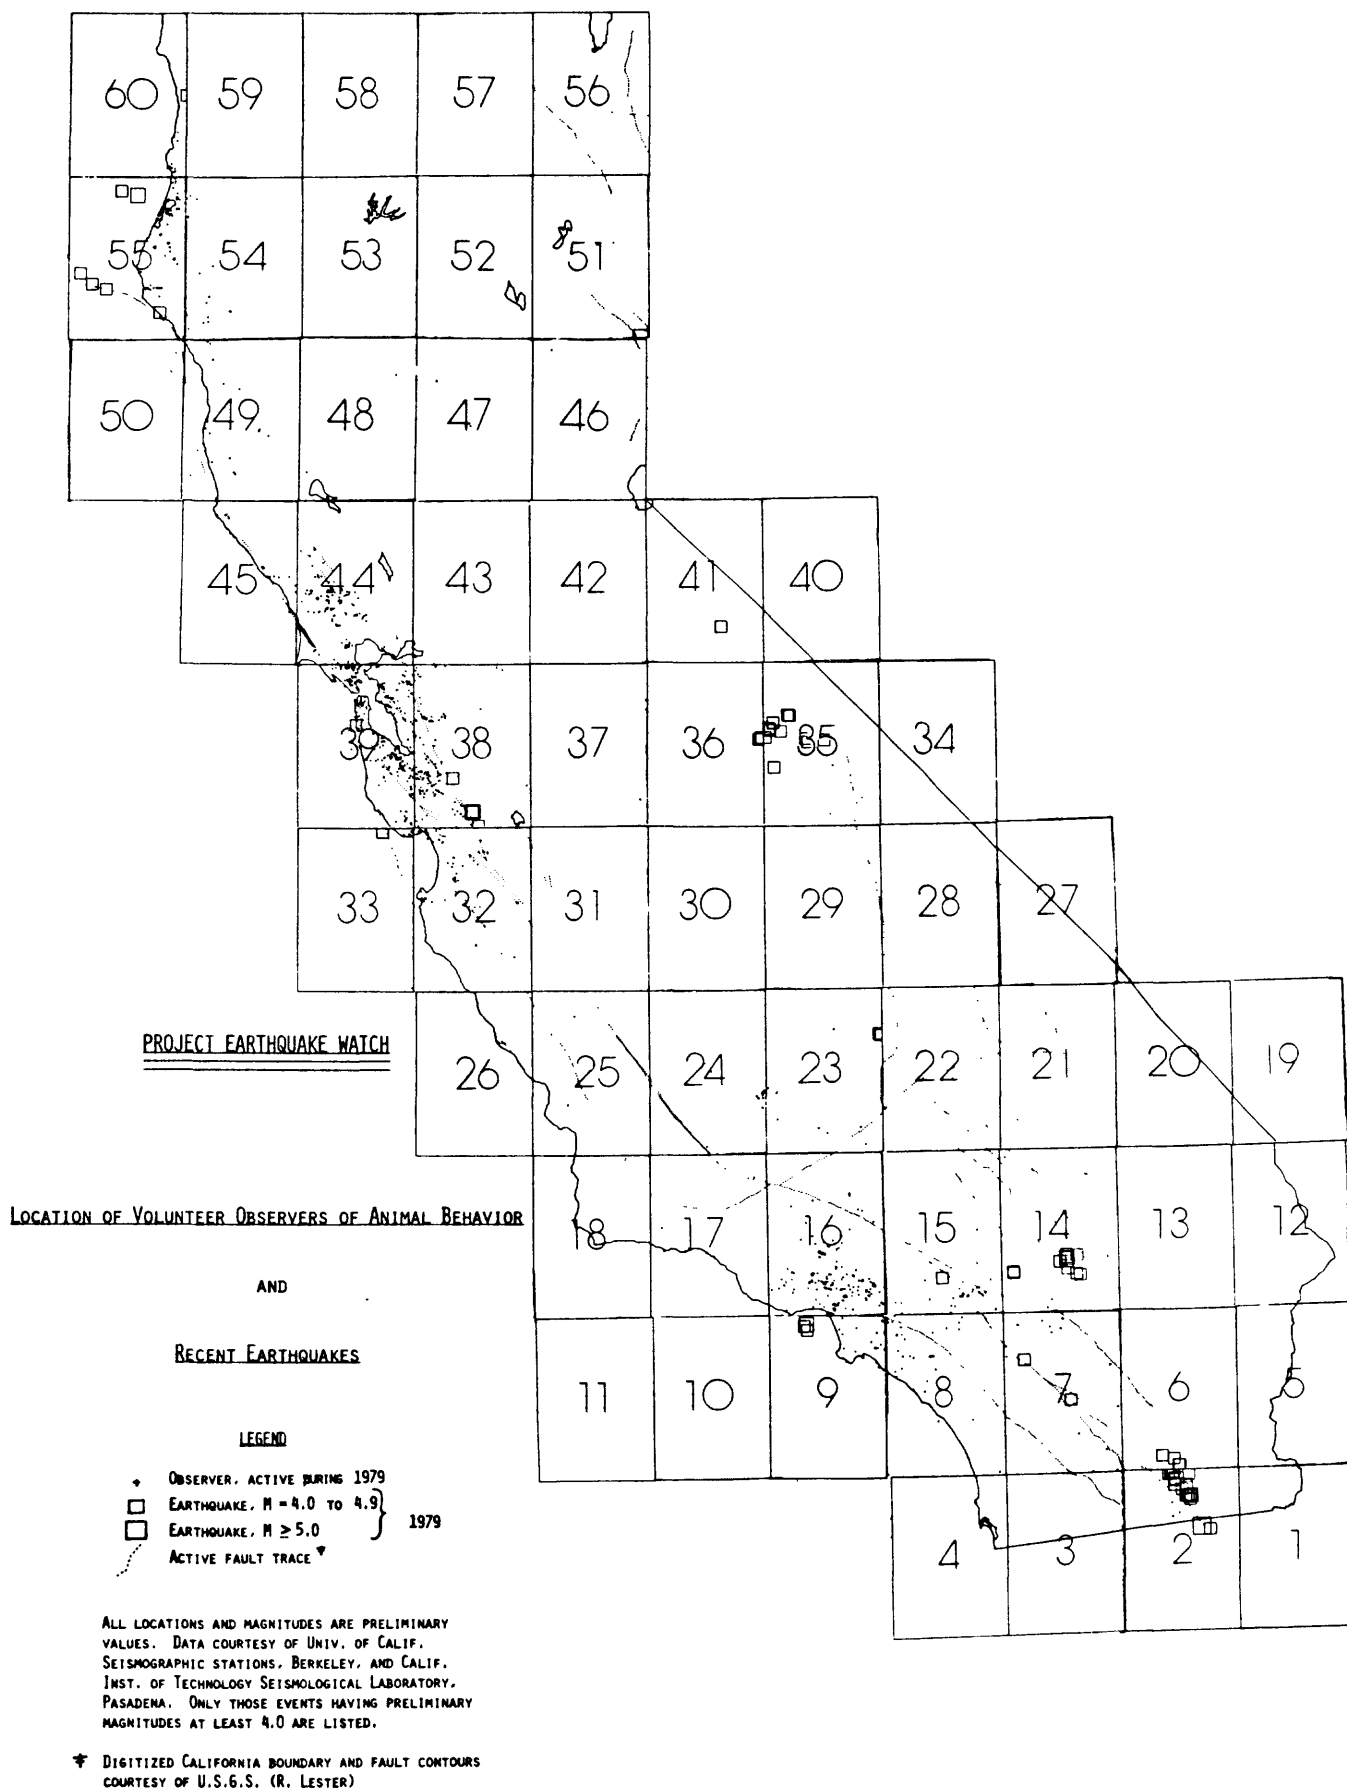 60 59 58 57 56
55 54 53 52 51
50 49 48 47 46
45 44 43 42 41 40
39 38 37 36 35 34
33 32 31 30 29 28 27
PROJECT EARTHQUAKE WATCH
26 25 24 23 22 21 20 19
LOCATION OF VOLUNTEER OBSERVERS OF ANIMAL BEHAVIOR
18 17 16 15 14 13 12
AND
RECENT EARTHQUAKES
11 10 9 8 7 6 5
LEGEND
OBSERVER, ACTIVE DURING 1979
EARTHQUAKE, M = 4.0 TO 4.9
EARTHQUAKE, M ≥ 5.0
1979
ACTIVE FAULT TRACE *
4 3 2 1
ALL LOCATIONS AND MAGNITUDES ARE PRELIMINARY
VALUES. DATA COURTESY OF UNIV. OF CALIF.
SEISMOGRAPHIC STATIONS, BERKELEY, AND CALIF.
INST. OF TECHNOLOGY SEISMOLOGICAL LABORATORY,
PASADENA. ONLY THOSE EVENTS HAVING PRELIMINARY
MAGNITUDES AT LEAST 4.0 ARE LISTED.
* DIGITIZED CALIFORNIA BOUNDARY AND FAULT CONTOURS
COURTESY OF U.S.G.S. (R. LESTER)